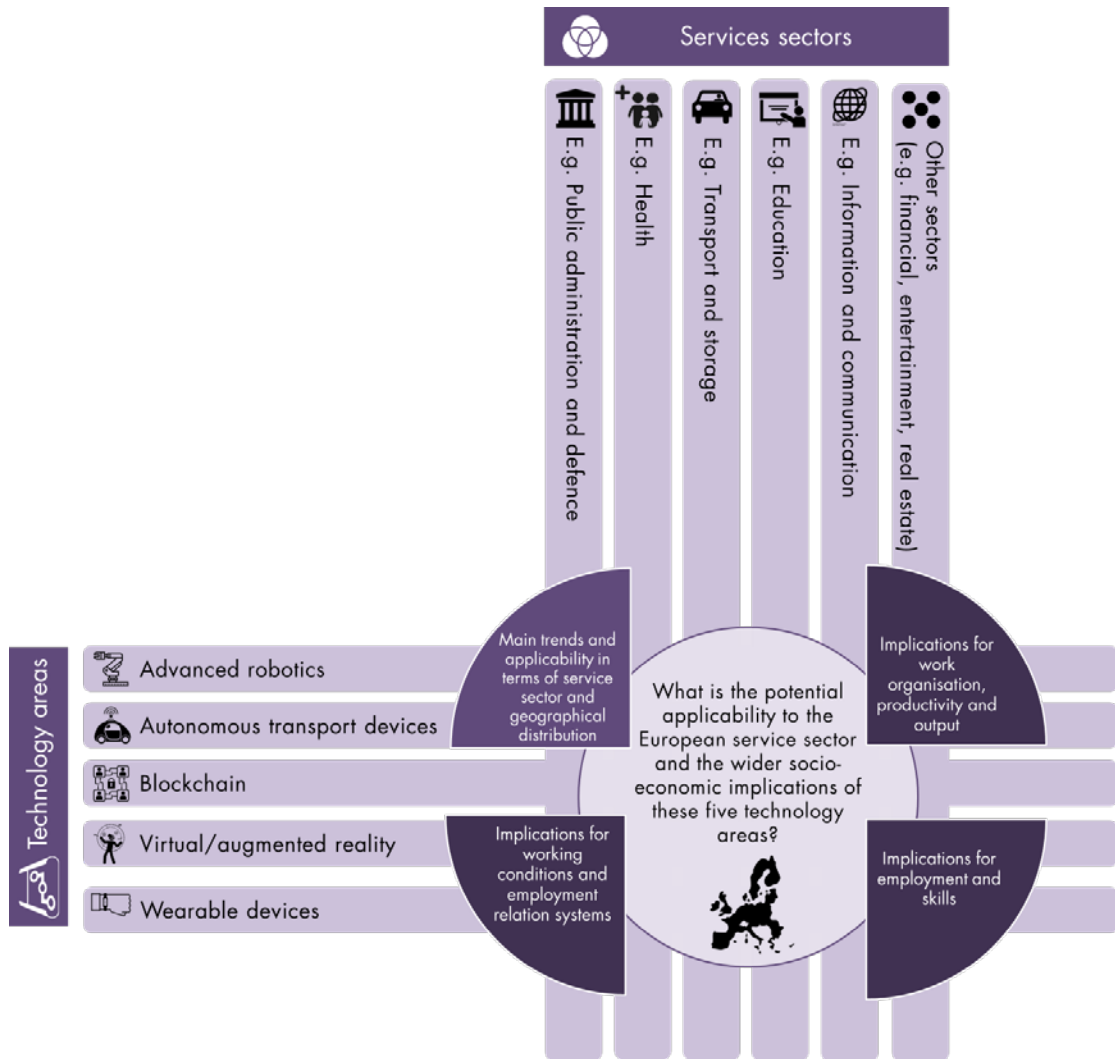 Services sectors
E.g. Public administration and defence
E.g. Health
E.g. Transport and storage
E.g. Education
E.g. Information and communication
Other sectors
(e.g. financial, entertainment, real estate)
Technology areas
Advanced robotics
Autonomous transport devices
Blockchain
Virtual/augmented reality
Wearable devices
Main trends and
applicability in
terms of service
sector and
geographical
distribution
Implications for
work
organisation,
productivity and
output
What is the potential
applicability to the
European service sector
and the wider socio-
economic implications of
these five technology
areas?
Implications for
working
conditions and
employment
relation systems
Implications for
employment and
skills